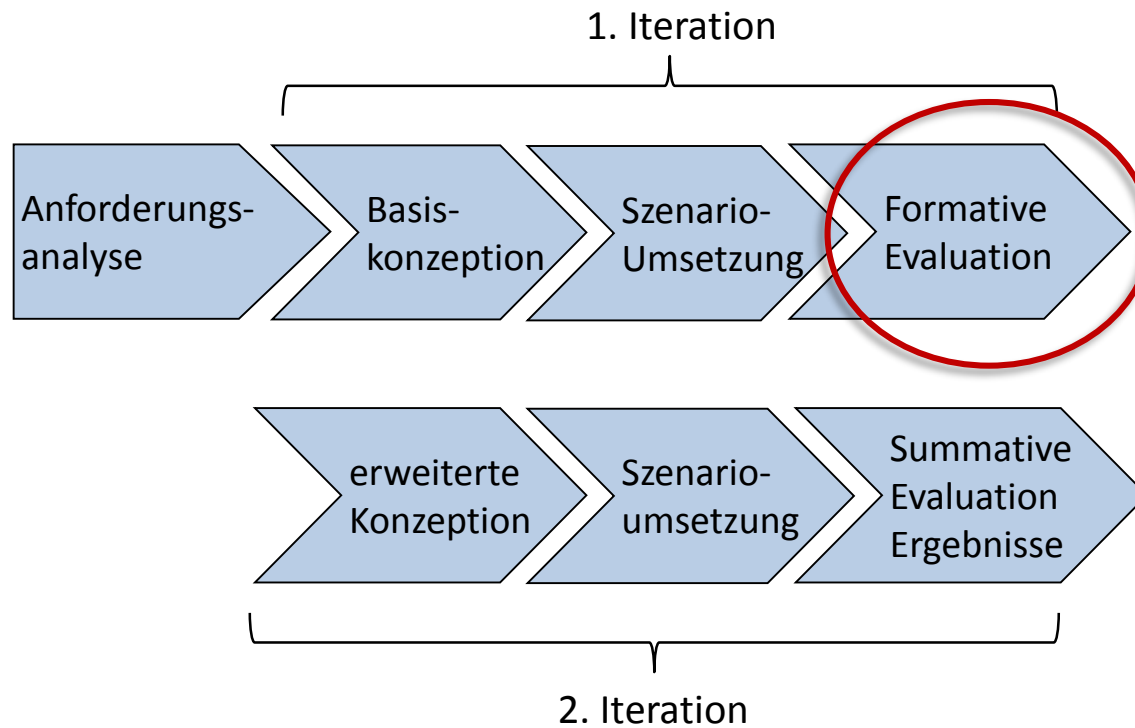 1. Iteration
Anforderungs-
analyse
Basis-
konzeption
Szenario-
Umsetzung
Formative
Evaluation
erweiterte
Konzeption
Szenario-
umsetzung
Summative
Evaluation
Ergebnisse
2. Iteration